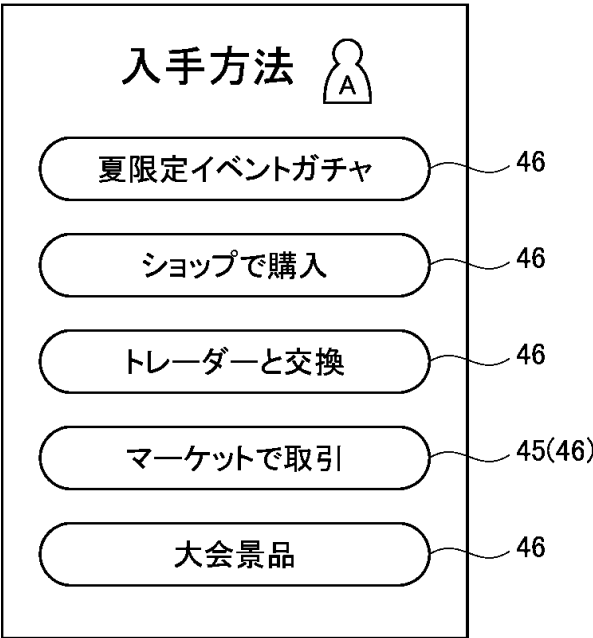 入手方法
A
夏限定イベントガチャ
46
ショップで購入
46
トレーダーと交換
46
マーケットで取引
45(46)
大会景品
46